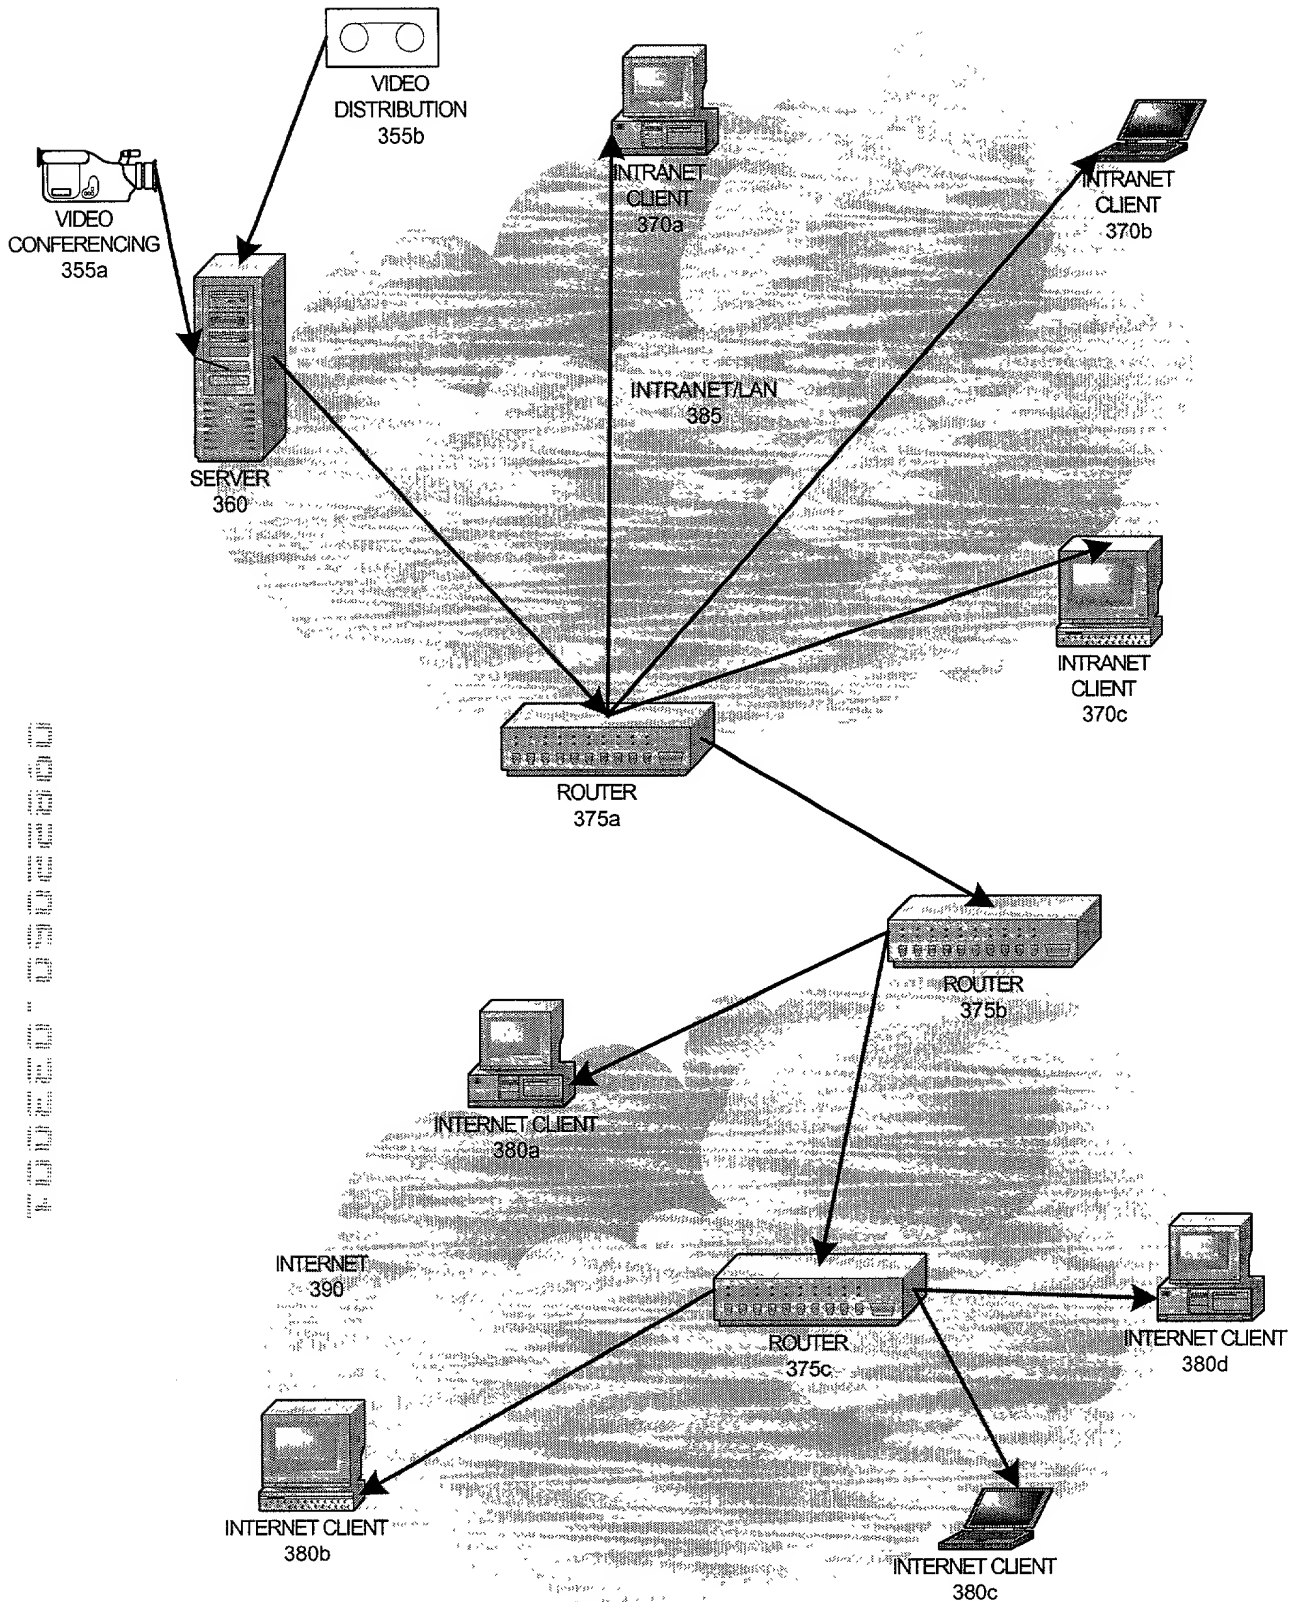 VIDEO
DISTRIBUTION
355b
VIDEO
CONFERENCING
355a
INTRANET
CLIENT
370a
INTRANET
CLIENT
370b
INTRANET/LAN
385
SERVER
360
INTRANET
CLIENT
370c
ROUTER
375a
ROUTER
375b
INTERNET CLIENT
380a
INTERNET
390
ROUTER
375c
INTERNET CLIENT
380d
INTERNET CLIENT
380b
INTERNET CLIENT
380c